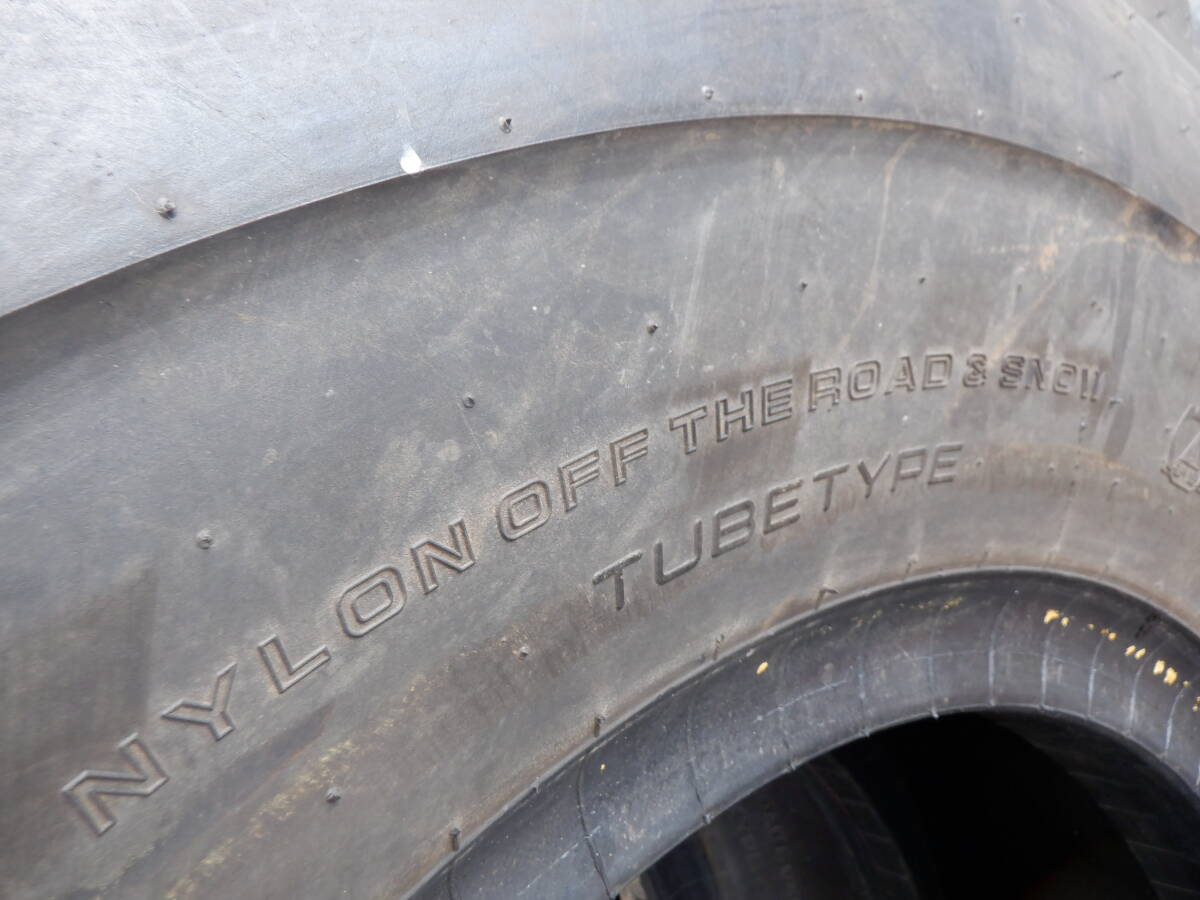 NYLON OFF THE ROAD & SNOW
TUBETYPE